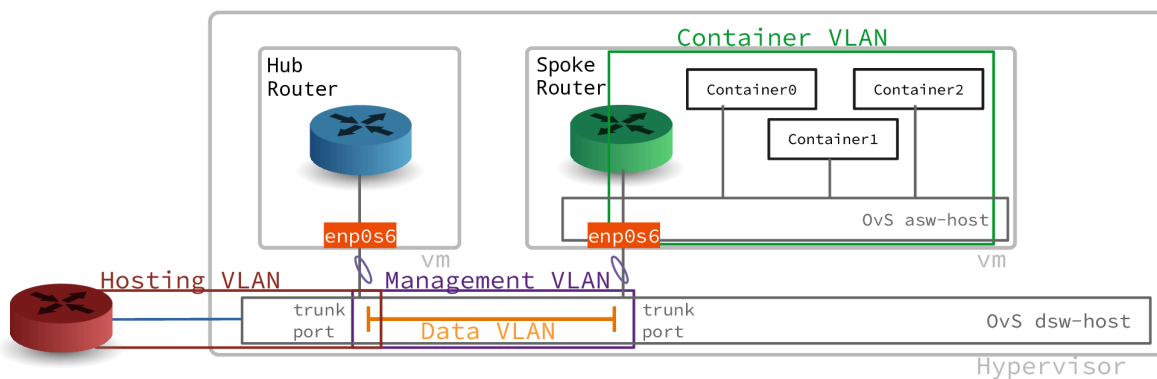 Container VLAN
Hub
Router
Spoke
Router
Container0
Container2
Container1
OvS asw-host
enp0s6
enp0s6
vm
vm
Hosting VLAN
Management VLAN
trunk
port
Data VLAN
trunk
port
OvS dsw-host
Hypervisor